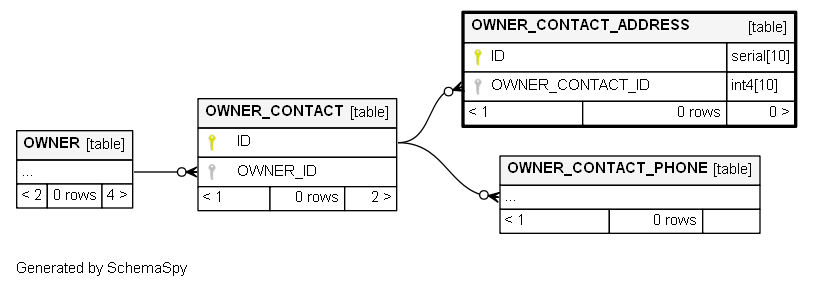 OWNER_CONTACT_ADDRESS [table]
ID serial[10]
OWNER_CONTACT_ID int4[10]
< 1 0 rows 0 >
OWNER_CONTACT [table]
ID
OWNER_ID
< 1 0 rows 2 >
OWNER [table]
...
< 2 0 rows 4 >
OWNER_CONTACT_PHONE [table]
...
< 1 0 rows
Generated by SchemaSpy